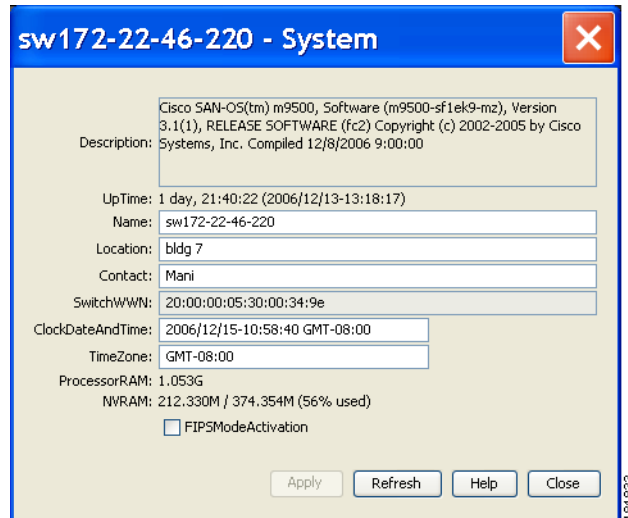 sw172-22-46-220 - System
Cisco SAN-OS(tm) m9500, Software (m9500-sf1ek9-mz), Version
3.1(1), RELEASE SOFTWARE (fc2) Copyright (c) 2002-2005 by Cisco
Description: Systems, Inc. Compiled 12/8/2006 9:00:00
UpTime: 1 day, 21:40:22 (2006/12/13-13:18:17)
Name: sw172-22-46-220
Location: bldg 7
Contact: Mani
SwitchWWN: 20:00:00:05:30:00:34:9e
ClockDateAndTime: 2006/12/15-10:58:40 GMT-08:00
TimeZone: GMT-08:00
ProcessorRAM: 1.053G
NVRAM: 212.330M / 374.354M (56% used)
FIPSModeActivation
Apply Refresh Help Close